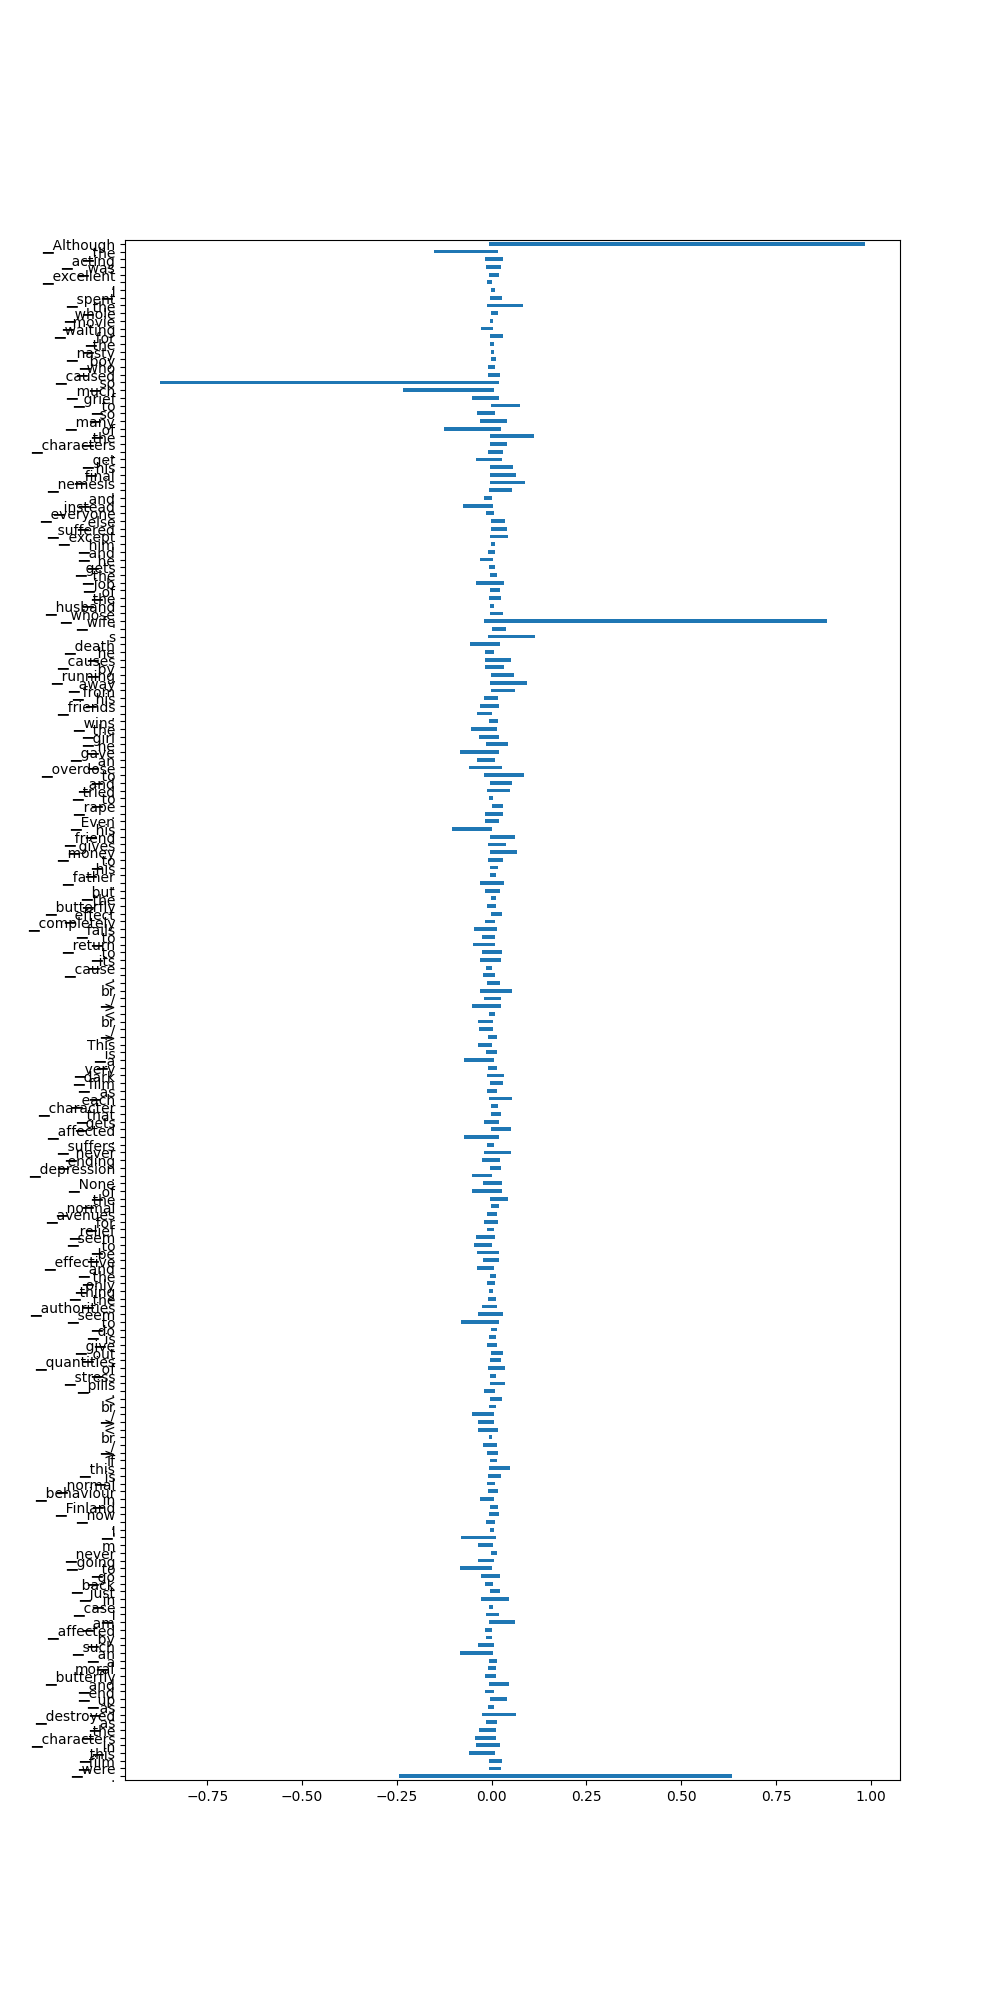 _Although
_the
_acting
_was
_excellent
,
I
_spent
_the
_whole
_movie
_waiting
_for
_the
_nasty
_boy
_who
_caused
_so
_much
_grief
_to
_so
_many
_of
_the
_characters
_get
_his
_final
_nemesis
_and
_instead
_everyone
_else
_suffered
_except
_him
_and
_he
_gets
_the
_job
_of
_the
_husband
_whose
_wife
'
s
_death
_he
_causes
_by
_running
_away
_from
_his
_friends
,
wins
_the
_girl
_he
_gave
_an
_overdose
_to
_and
_tried
_to
_rape
.
Even
_his
_friend
_gives
_money
_to
_his
_father
,
but
_the
_butterfly
_effect
_completely
_fails
_to
_return
_to
_its
_cause
.
<
br
/
>
<
br
/
>
This
_is
_a
_very
_dark
_film
_as
_each
_character
_that
_gets
_affected
,
suffers
_never
_ending
_depression
.
None
_of
_the
_normal
_avenues
_for
_relief
_seem
_to
_be
_effective
_and
_the
_only
_thing
_the
_authorities
_seem
_to
_do
_is
_give
_out
_quantities
_of
_stress
_pills
.
<
br
/
>
<
br
/
>
If
_this
_is
_normal
_behaviour
_in
_Finland
_now
,
I
'
m
_never
_going
_to
_go
_back
_just
_in
_case
_I
_am
_affected
_by
_such
_an
_a
moral
_butterfly
_and
_end
_up
_as
_destroyed
_as
_the
_characters
_in
_this
_film
_were
.
−0.75 −0.50 −0.25 0.00 0.25 0.50 0.75 1.00